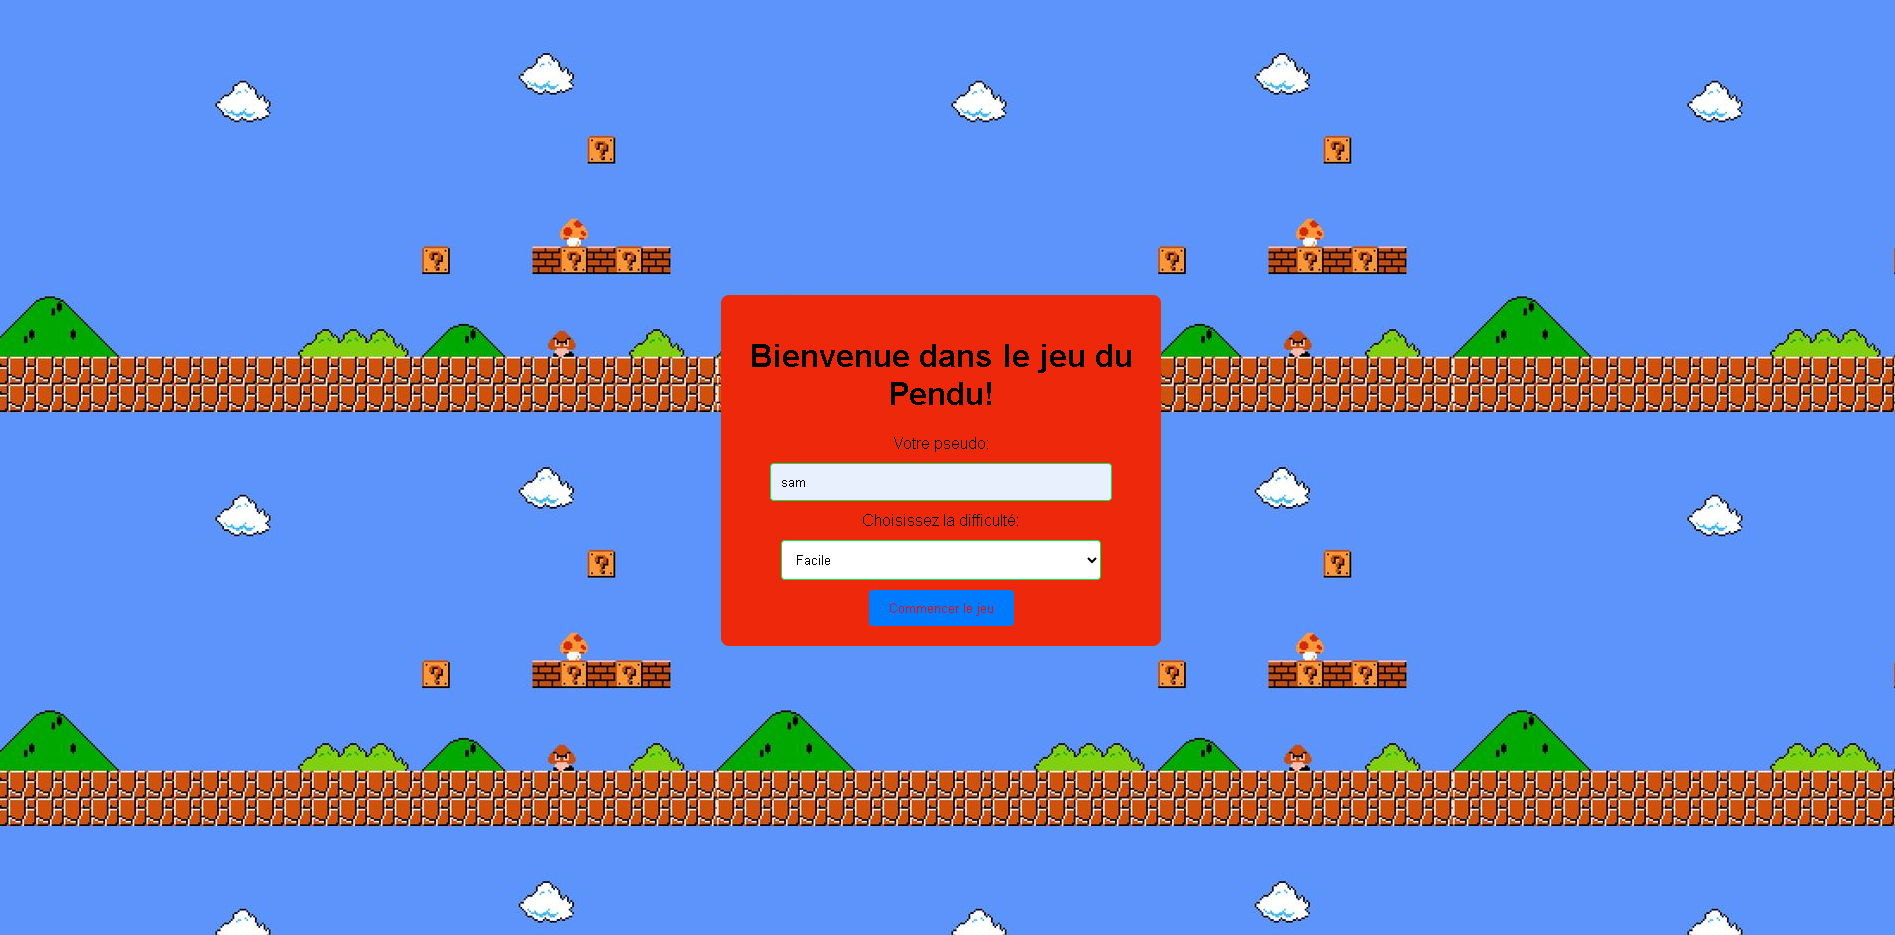 ?
?
?
? ?
? ?
?
?
Bienvenue dans le jeu du
Pendu!
Votre pseudo:
sam
Choisissez la difficulté:
Facile
Commencer le jeu
?
?
?
? ?
? ?
?